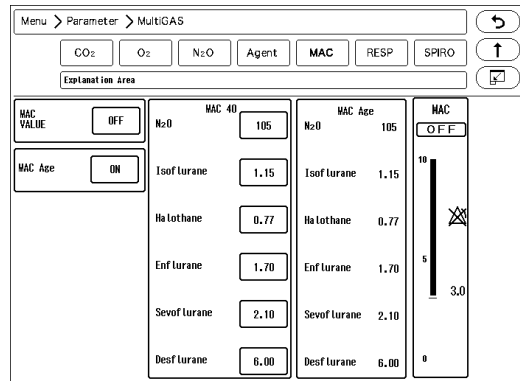 Menu > Parameter > MultiGAS
CO2 O2 N2O Agent MAC RESP SPIRO
Explanation Area
MAC VALUE OFF
MAC Age ON
MAC 40
N2O 105
Isoflurane 1.15
Halothane 0.77
Enflurane 1.70
Sevoflurane 2.10
Desflurane 6.00
MAC Age
N2O 105
Isoflurane 1.15
Halothane 0.77
Enflurane 1.70
Sevoflurane 2.10
Desflurane 6.00
MAC
OFF
10
5
3.0
0